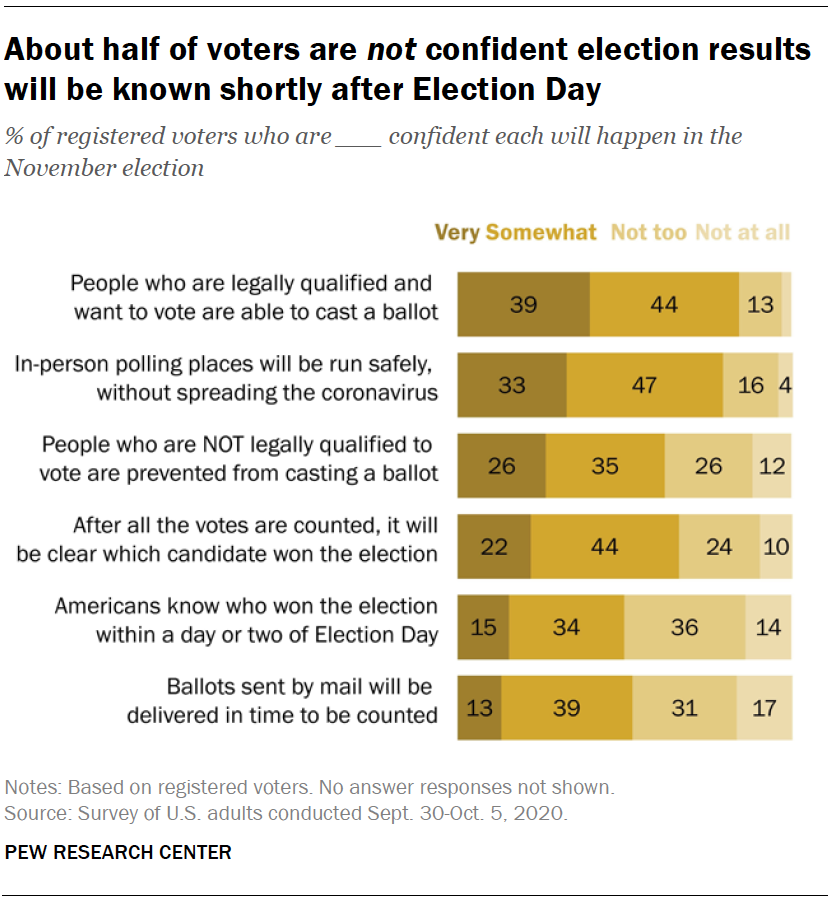 About half of voters are not confident election results
will be known shortly after Election Day
% of registered voters who are ___ confident each will happen in the
November election
Very Somewhat Not too Not at all
People who are legally qualified and
want to vote are able to cast a ballot
39 44 13
In-person polling places will be run safely,
without spreading the coronavirus
33 47 16 4
People who are NOT legally qualified to
vote are prevented from casting a ballot
26 35 26 12
After all the votes are counted, it will
be clear which candidate won the election
22 44 24 10
Americans know who won the election
within a day or two of Election Day
15 34 36 14
Ballots sent by mail will be
delivered in time to be counted
13 39 31 17
Notes: Based on registered voters. No answer responses not shown.
Source: Survey of U.S. adults conducted Sept. 30-Oct. 5, 2020.
PEW RESEARCH CENTER